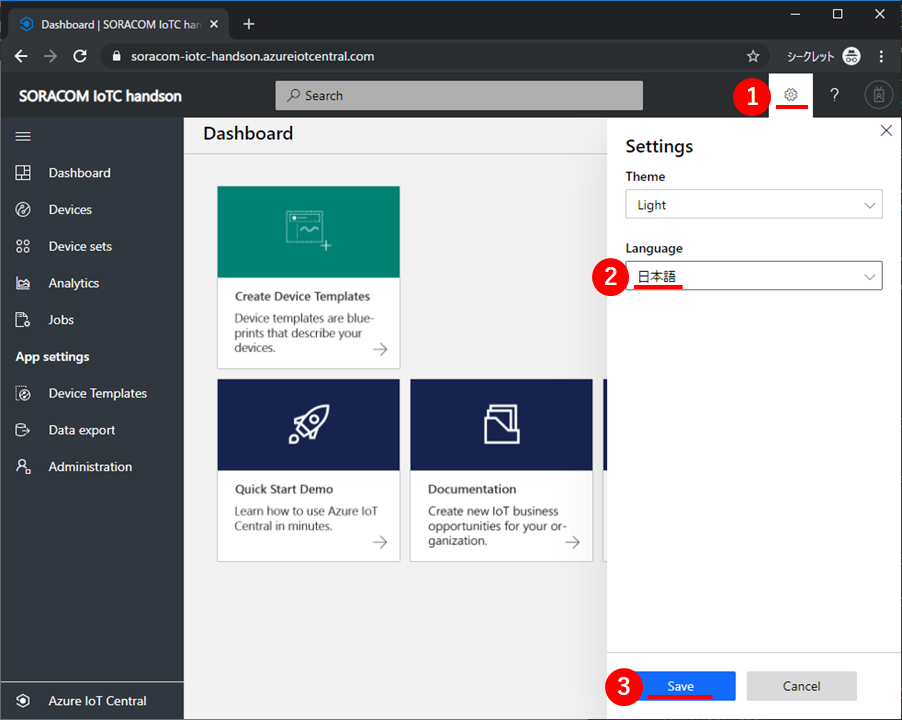 Dashboard | SORACOM IoTC han
soracom-iotc-handson.azureiotcentral.com
シークレット
SORACOM IoTC handson
Search
1
?
Dashboard
Devices
Device sets
Analytics
Jobs
App settings
Device Templates
Data export
Administration
Azure IoT Central
Dashboard
Create Device Templates
Device templates are blue-
prints that describe your
devices.
Quick Start Demo
Learn how to use Azure IoT
Central in minutes.
Documentation
Create new IoT business
opportunities for your or-
ganization.
Settings
Theme
Light
Language
2
日本語
3
Save
Cancel